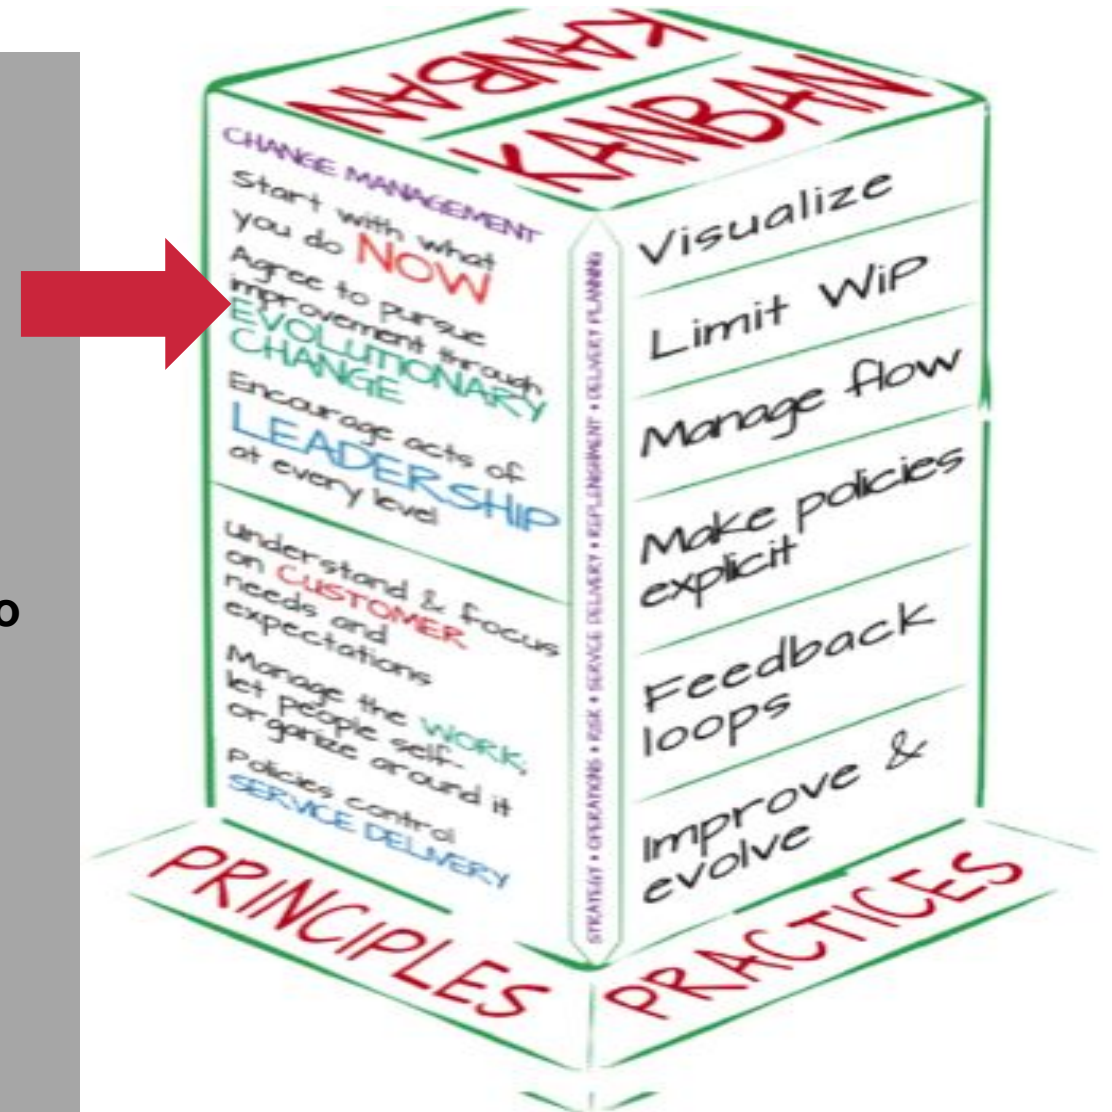 KANBAN
KANBAN
CHANGE MANAGEMENT
Start with what
you do NOW
Agree to pursue
improvement through
EVOLUTIONARY
CHANGE
Encourage acts of
LEADERSHIP
at every level
Understand & focus
on CUSTOMER
needs and
expectations
Manage the WORK;
let people self-
organize around it
Policies control
SERVICE DELIVERY
PRINCIPLES
STRATEGY • OPERATIONS • RISK • SERVICE DELIVERY • REPLENISHMENT • DELIVERY PLANNING
Visualize
Limit WiP
Manage flow
Make policies
explicit
Feedback
loops
Improve &
evolve
PRACTICES
o